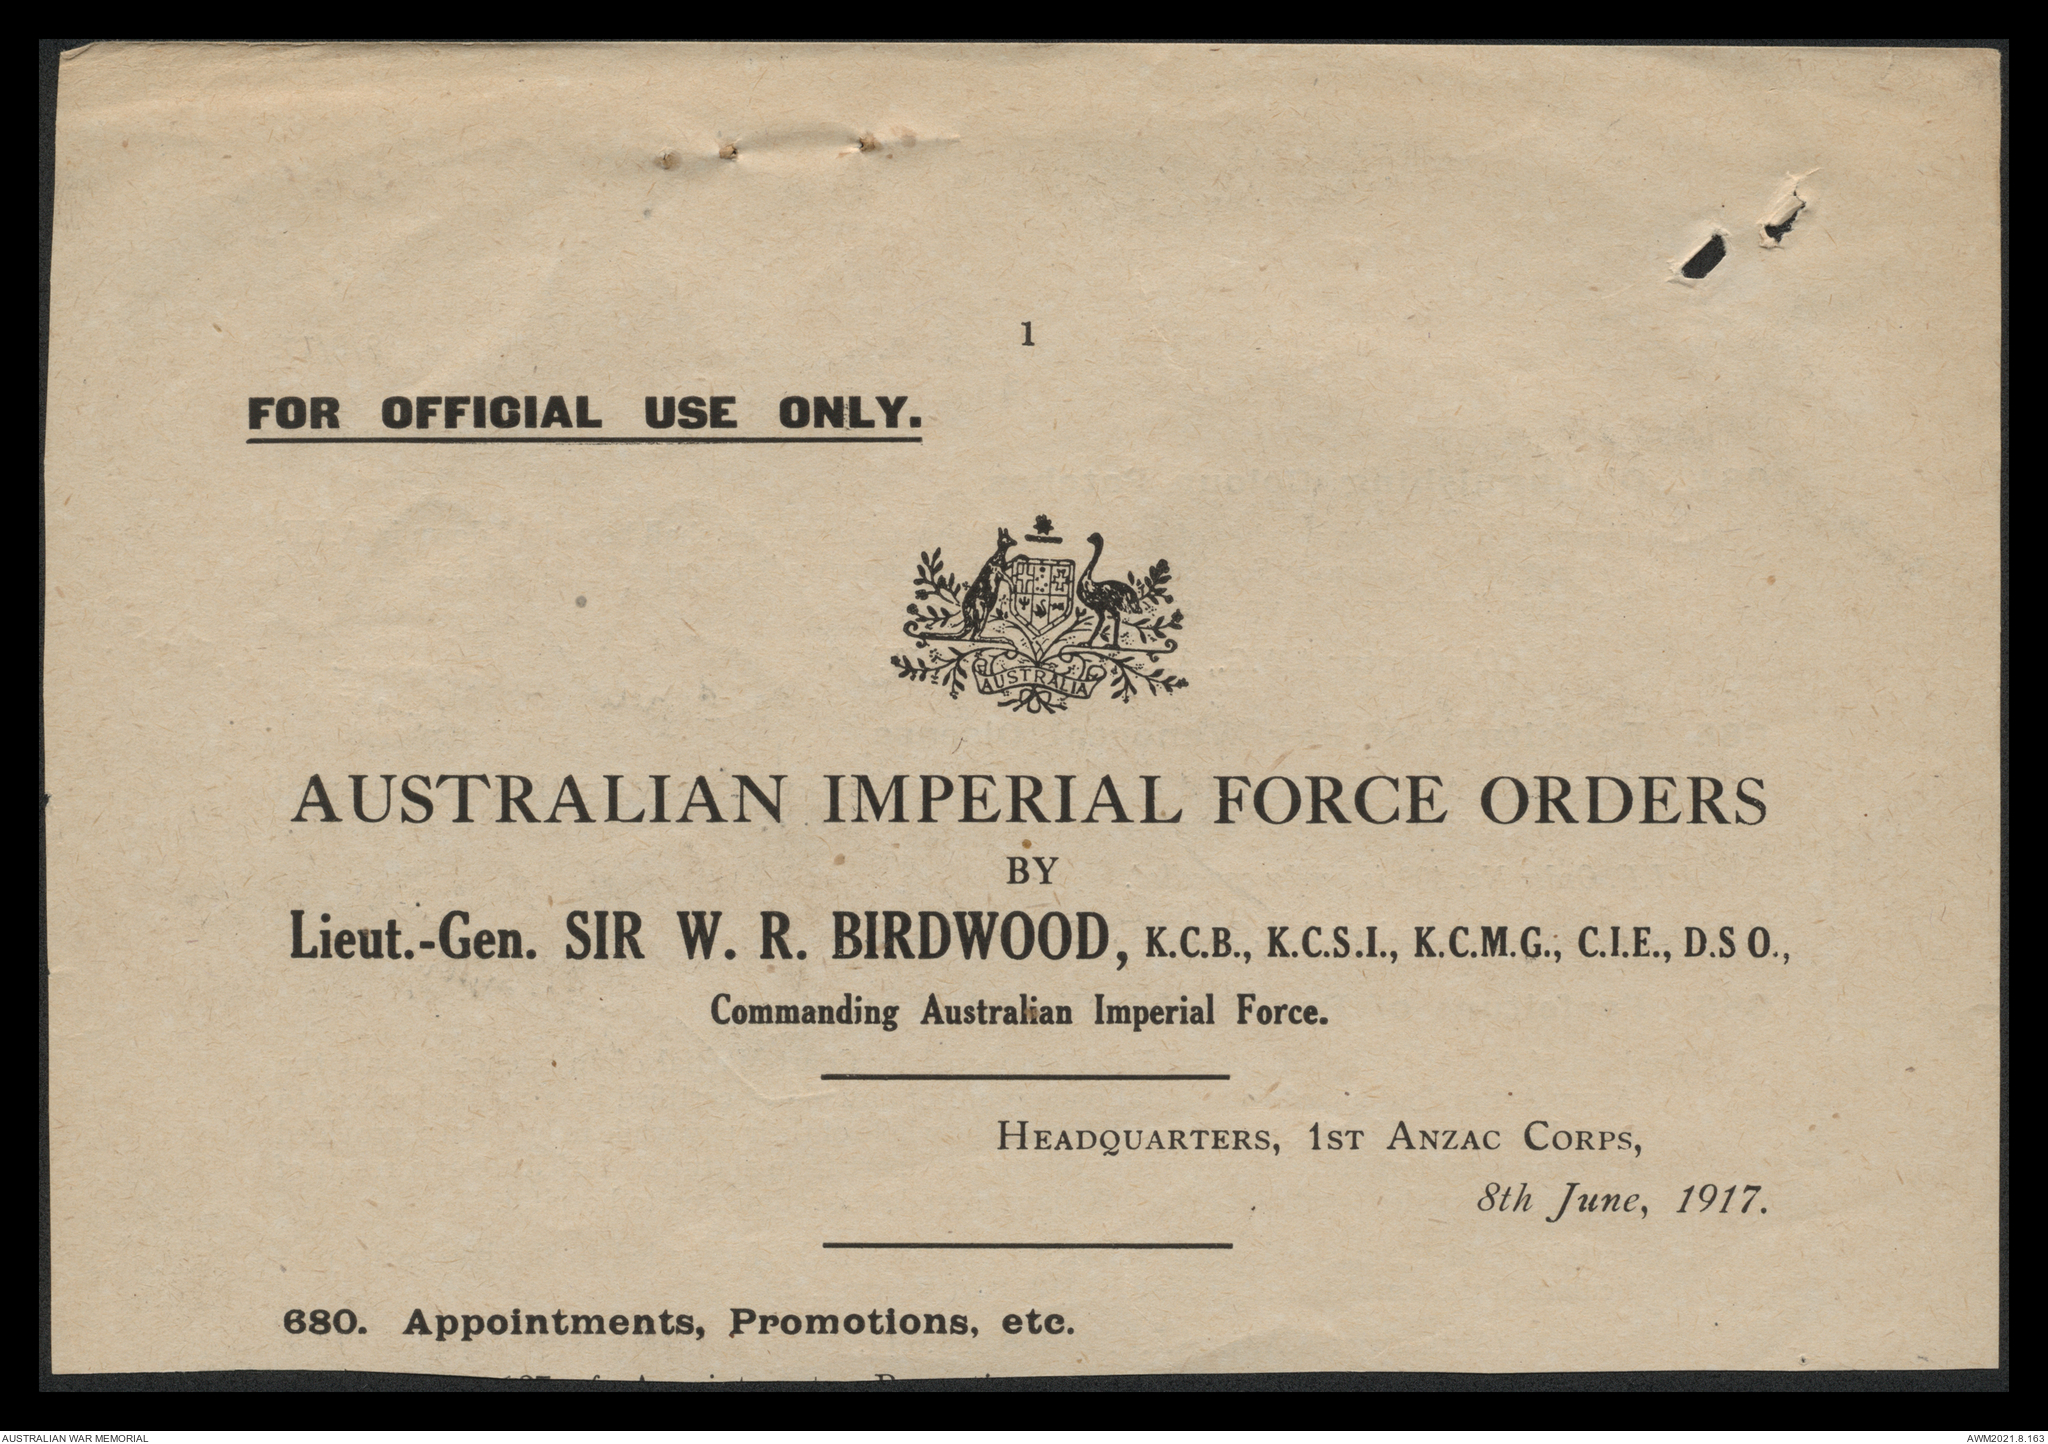 1
FOR OFFICIAL USE ONLY.
AUSTRALIA
AUSTRALIAN IMPERIAL FORCE ORDERS
BY
Lieut.-Gen. SIR W. R. BIRDWOOD, K.C.B., K.C.S.I., K.C.M.G., C.I.E., D.S O.,
Commanding Australian Imperial Force.
HEADQUARTERS, 1ST ANZAC CORPS,
8th June, 1917.
680. Appointments, Promotions, etc.
AUSTRALIAN WAR MEMORIAL
AWM2021.8.163